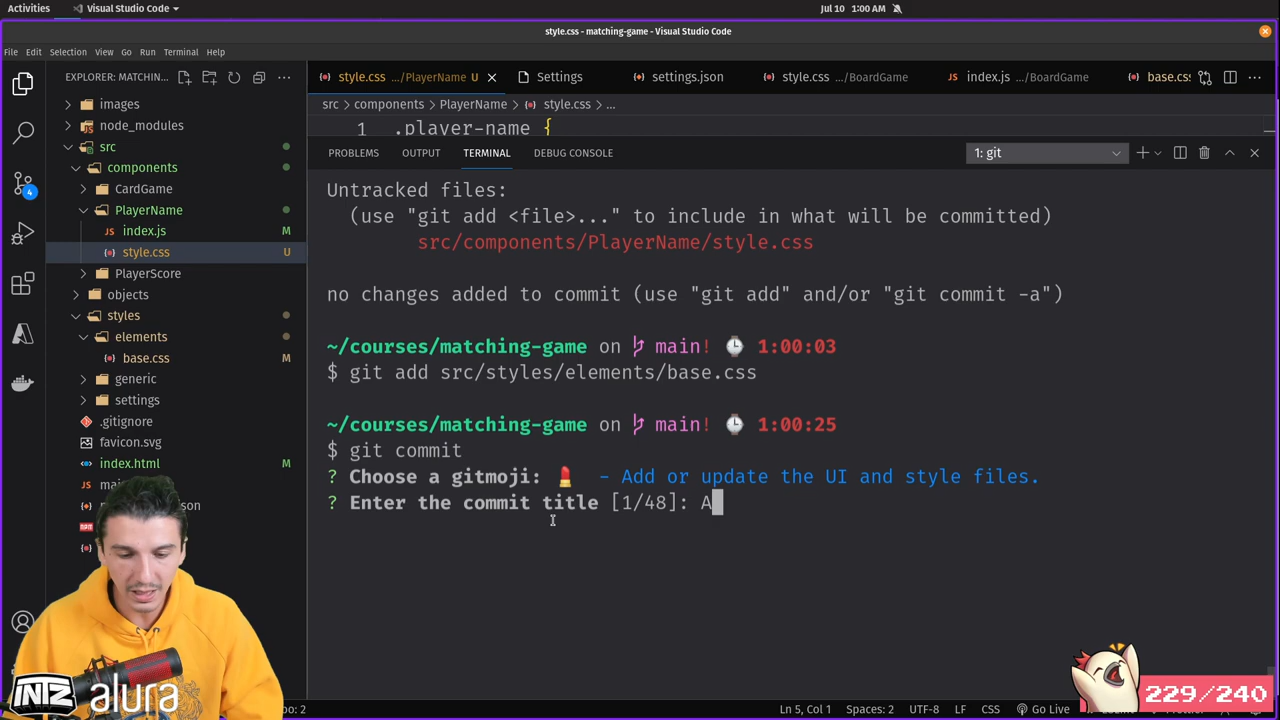 Activities
Visual Studio Code
Jul 10 1:00 AM
style.css - matching-game - Visual Studio Code
File Edit Selection View Go Run Terminal Help
EXPLORER: MATCHIN...
style.css .../PlayerName U
Settings
settings.json
style.css .../BoardGame
index.js .../BoardGame
base.css
src > components > PlayerName > style.css > ...
1 .player-name {
images
node_modules
src
components
CardGame
PlayerName
index.js M
style.css U
PlayerScore
objects
styles
elements
base.css M
generic
settings
.gitignore
favicon.svg
index.html M
4
PROBLEMS OUTPUT TERMINAL DEBUG CONSOLE
1: git
Untracked files:
(use "git add <file>..." to include in what will be committed)
src/components/PlayerName/style.css
no changes added to commit (use "git add" and/or "git commit -a")
~/courses/matching-game on main! 1:00:03
$ git add src/styles/elements/base.css
~/courses/matching-game on main! 1:00:25
$ git commit
? Choose a gitmoji: 💄 - Add or update the UI and style files.
? Enter the commit title [1/48]: A
INTZ alura
229/240
Ln 5, Col 1 Spaces: 2 UTF-8 LF CSS Go Live